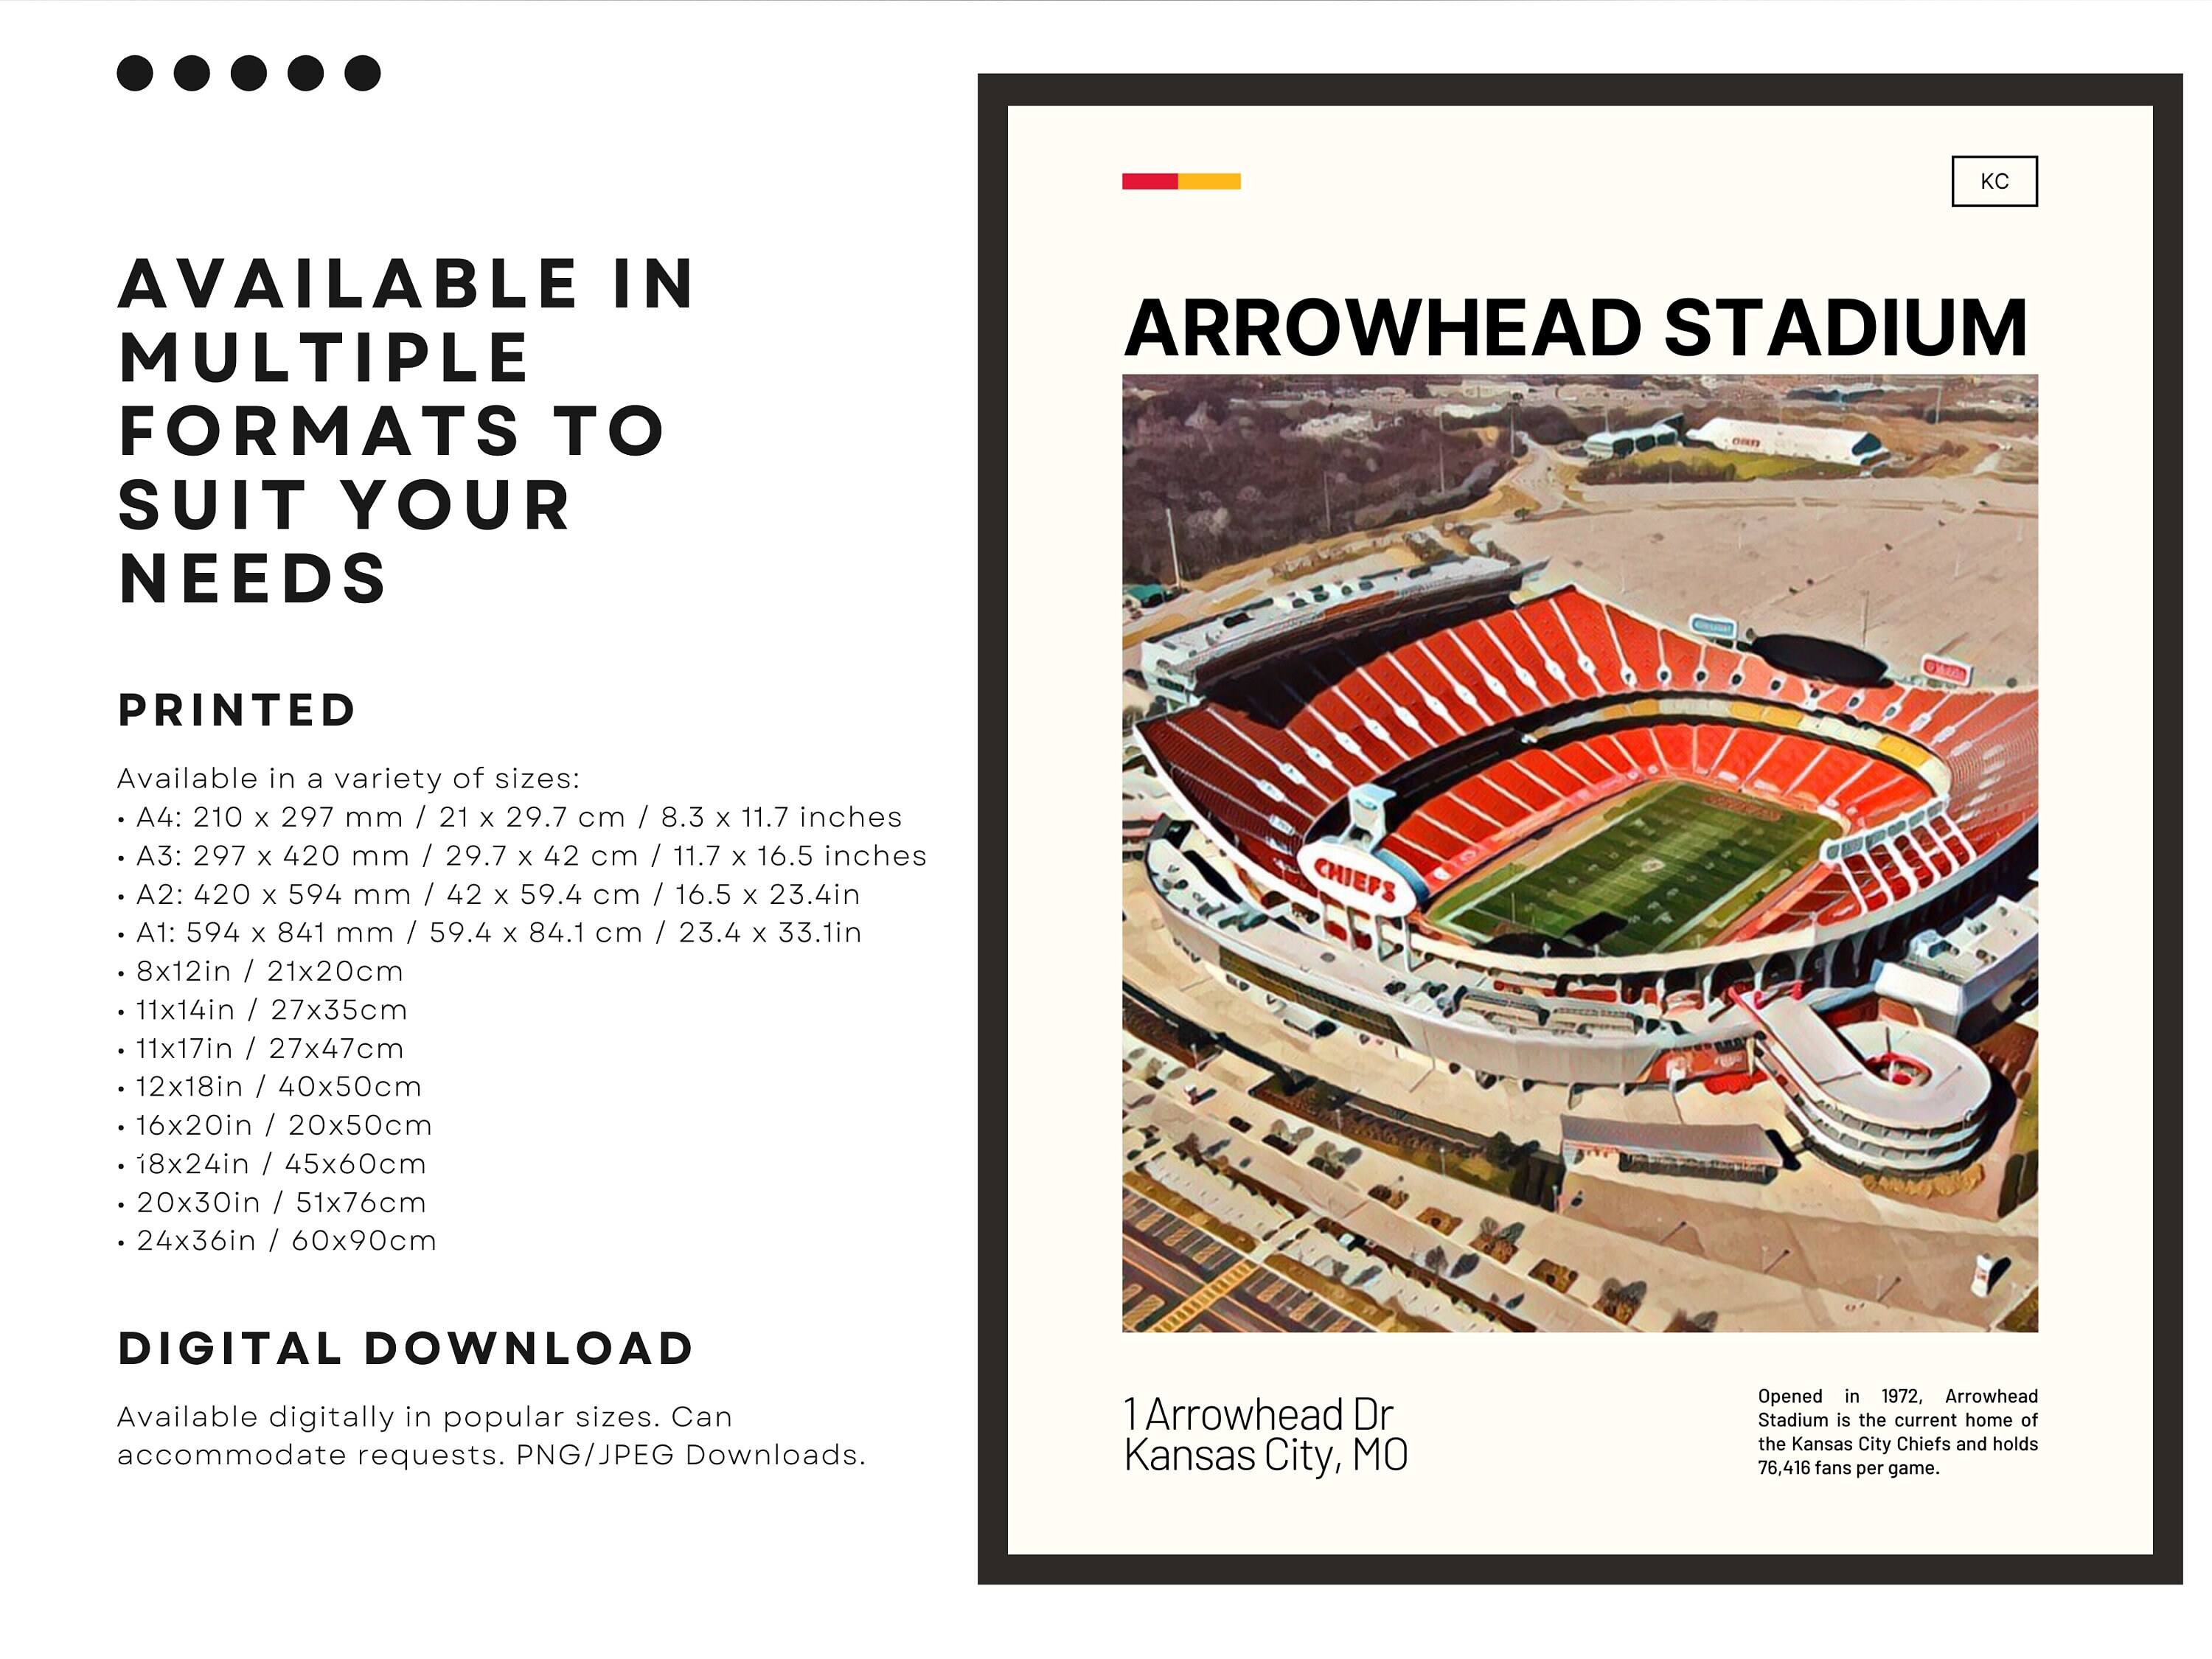 AVAILABLE IN
MULTIPLE
FORMATS TO
SUIT YOUR
NEEDS
PRINTED
Available in a variety of sizes:
• A4: 210 x 297 mm / 21 x 29.7 cm / 8.3 x 11.7 inches
• A3: 297 x 420 mm / 29.7 x 42 cm / 11.7 x 16.5 inches
• A2: 420 x 594 mm / 42 x 59.4 cm / 16.5 x 23.4in
• A1: 594 x 841 mm / 59.4 x 84.1 cm / 23.4 x 33.1in
• 8x12in / 21x20cm
• 11x14in / 27x35cm
• 11x17in / 27x47cm
• 12x18in / 40x50cm
• 16x20in / 20x50cm
• 18x24in / 45x60cm
• 20x30in / 51x76cm
• 24x36in / 60x90cm
DIGITAL DOWNLOAD
Available digitally in popular sizes. Can
accommodate requests. PNG/JPEG Downloads.
KC
ARROWHEAD STADIUM
CHIEFS
CHIEFS
1 Arrowhead Dr
Kansas City, MO
Opened in 1972, Arrowhead
Stadium is the current home of
the Kansas City Chiefs and holds
76,416 fans per game.